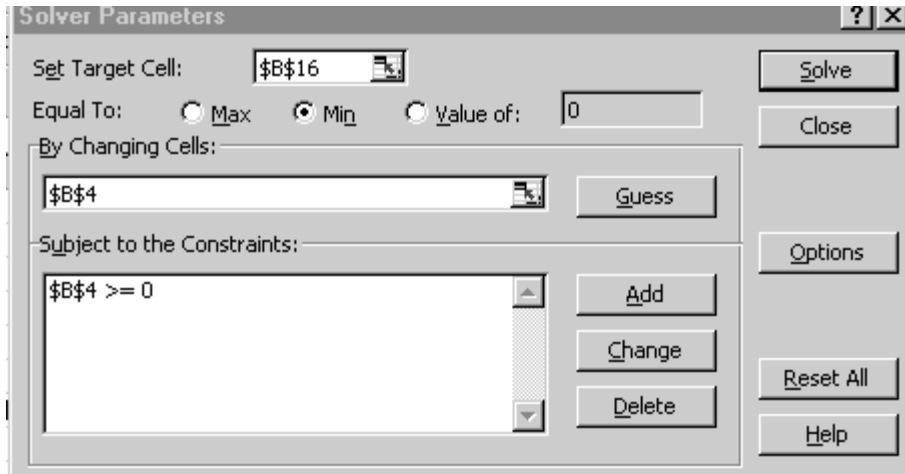 Solver Parameters ? X
Set Target Cell: $B$16 Solve
Equal To: Max Min Value of: 0
Close
By Changing Cells:
$B$4 Guess
Subject to the Constraints:
Options
$B$4 >= 0 Add
Change
Reset All
Delete
Help